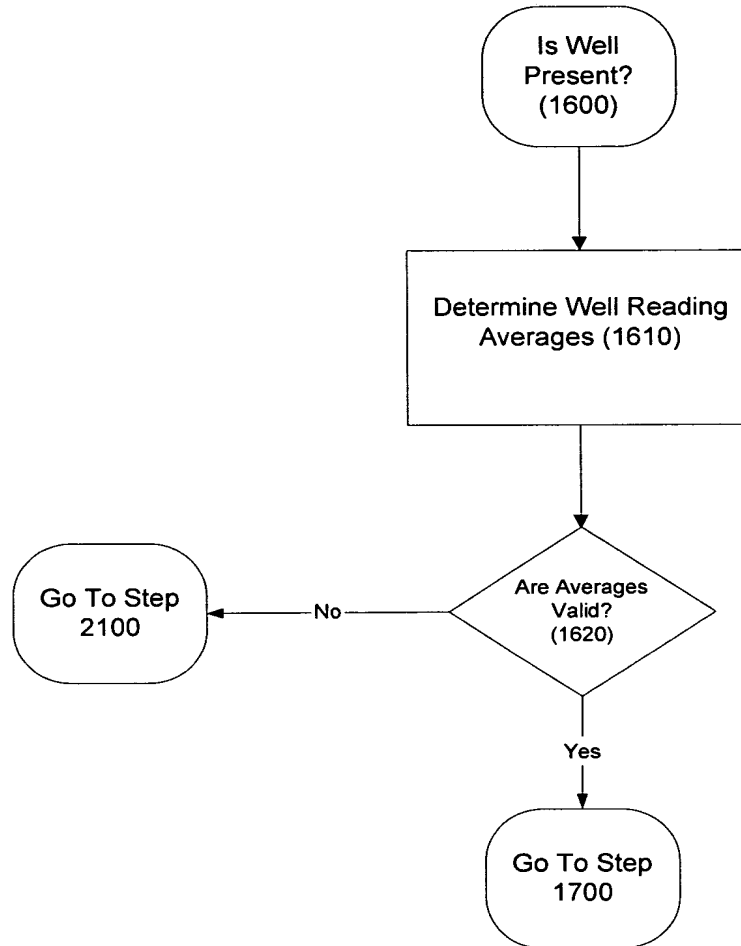 Is Well
Present?
(1600)
Determine Well Reading
Averages (1610)
Are Averages
Valid?
(1620)
No
Go To Step
2100
Yes
Go To Step
1700